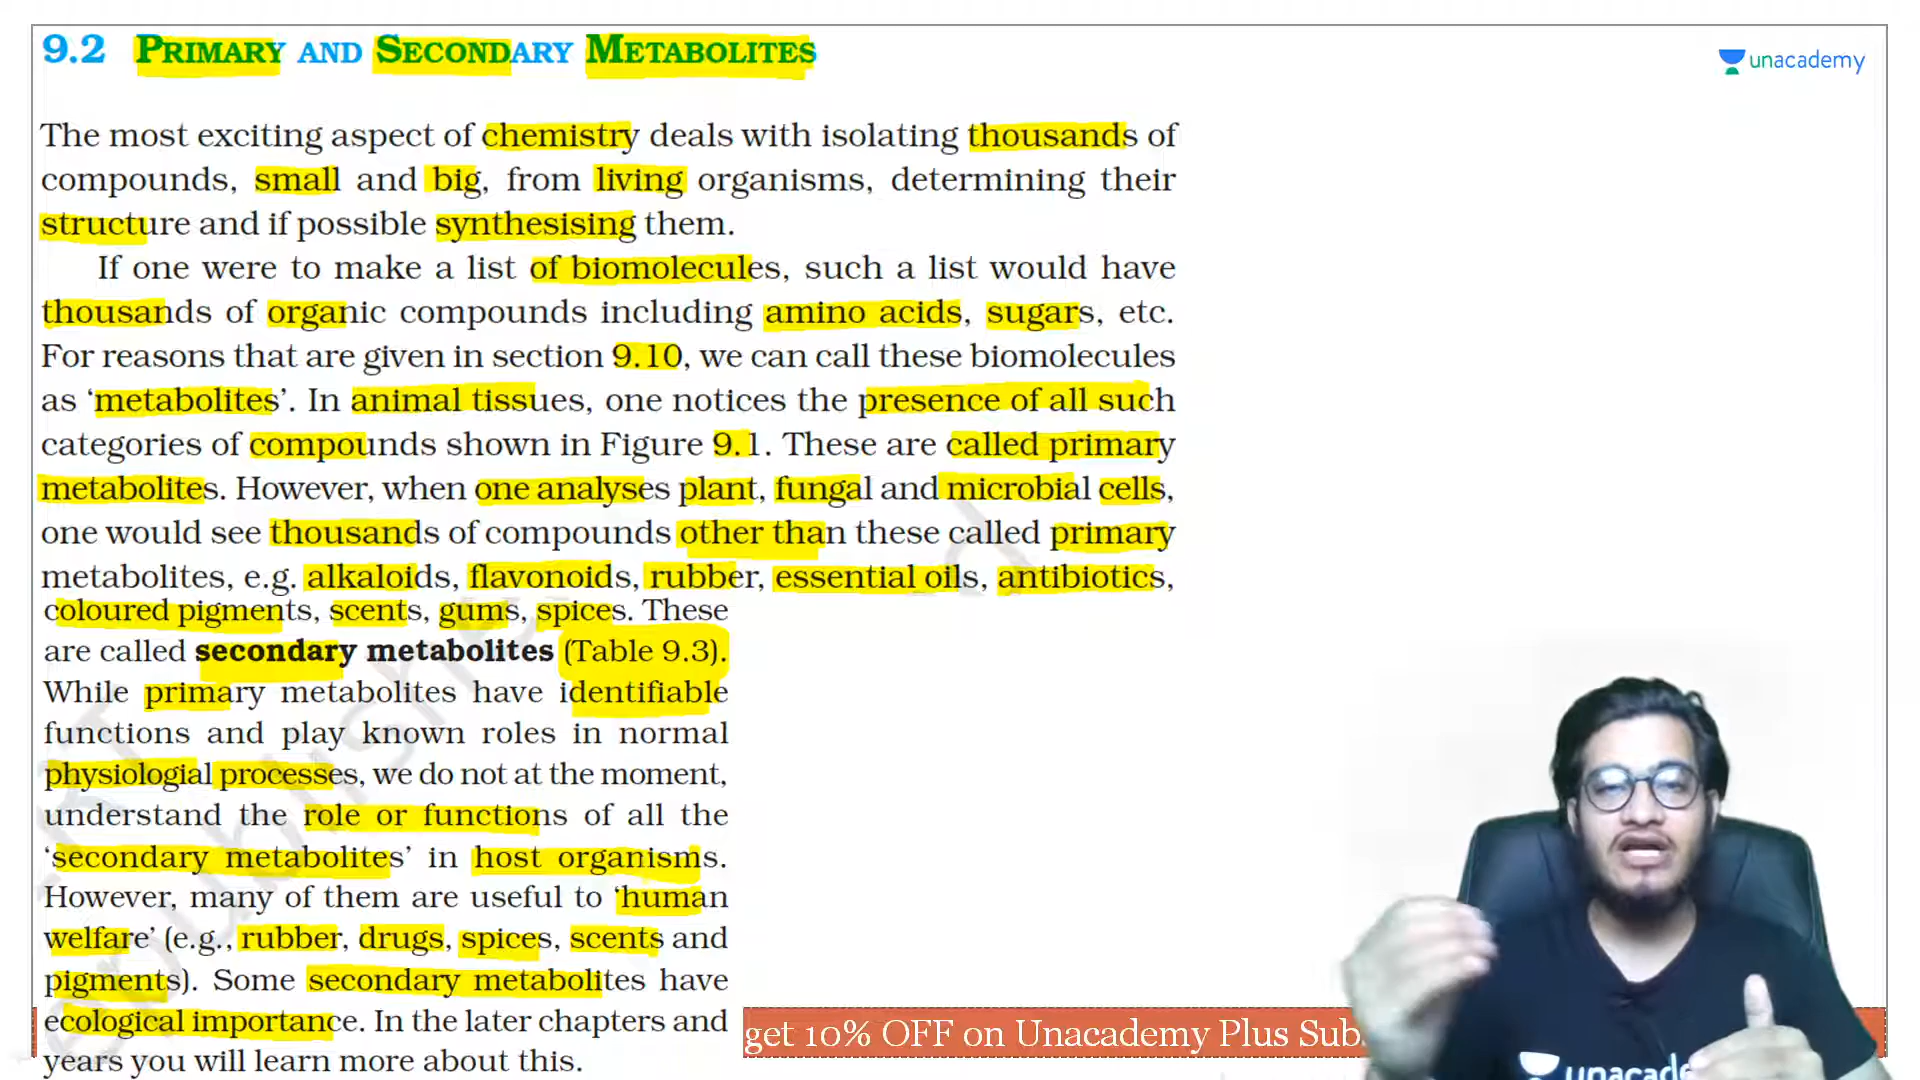 9.2 PRIMARY AND SECONDARY METABOLITES
unacademy
The most exciting aspect of chemistry deals with isolating thousands of
compounds, small and big, from living organisms, determining their
structure and if possible synthesising them.
If one were to make a list of biomolecules, such a list would have
thousands of organic compounds including amino acids, sugars, etc.
For reasons that are given in section 9.10, we can call these biomolecules
as ‘metabolites’. In animal tissues, one notices the presence of all such
categories of compounds shown in Figure 9.1. These are called primary
metabolites. However, when one analyses plant, fungal and microbial cells,
one would see thousands of compounds other than these called primary
metabolites, e.g. alkaloids, flavonoids, rubber, essential oils, antibiotics,
coloured pigments, scents, gums, spices. These
are called secondary metabolites (Table 9.3).
While primary metabolites have identifiable
functions and play known roles in normal
physiologial processes, we do not at the moment,
understand the role or functions of all the
‘secondary metabolites’ in host organisms.
However, many of them are useful to ‘human
welfare’ (e.g., rubber, drugs, spices, scents and
pigments). Some secondary metabolites have
ecological importance. In the later chapters and
years you will learn more about this.
get 10% OFF on Unacademy Plus Sub
unacade